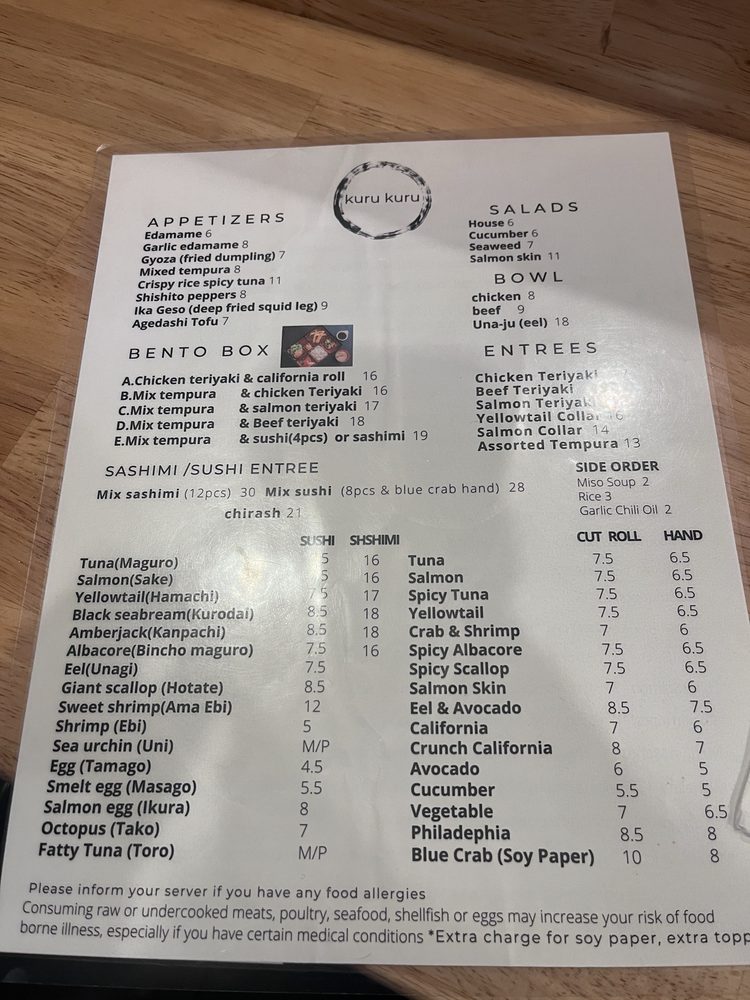 kuru kuru
APPETIZERS
Edamame 6
Garlic edamame 8
Gyoza (fried dumpling) 7
Mixed tempura 8
Crispy rice spicy tuna 11
Shishito peppers 8
Ika Geso (deep fried squid leg) 9
Agedashi Tofu 7
SALADS
House 6
Cucumber 6
Seaweed 7
Salmon skin 11
BOWL
chicken 8
beef 9
Una-ju (eel) 18
BENTO BOX
A.Chicken teriyaki & california roll 16
B.Mix tempura & chicken Teriyaki 16
C.Mix tempura & salmon teriyaki 17
D.Mix tempura & Beef teriyaki 18
E.Mix tempura & sushi(4pcs) or sashimi 19
ENTREES
Chicken Teriyaki
Beef Teriyaki
Salmon Teriyaki
Yellowtail Collar 16
Salmon Collar 14
Assorted Tempura 13
SASHIMI /SUSHI ENTREE
Mix sashimi (12pcs) 30 Mix sushi (8pcs & blue crab hand) 28
chirash 21
SIDE ORDER
Miso Soup 2
Rice 3
Garlic Chili Oil 2
SUSHI SHSHIMI
Tuna(Maguro) 5 16
Salmon(Sake) 5 16
Yellowtail(Hamachi) 7.5 17
Black seabream(Kurodai) 8.5 18
Amberjack(Kanpachi) 8.5 18
Albacore(Bincho maguro) 7.5 16
Eel(Unagi) 7.5
Giant scallop (Hotate) 8.5
Sweet shrimp(Ama Ebi) 12
Shrimp (Ebi) 5
Sea urchin (Uni) M/P
Egg (Tamago) 4.5
Smelt egg (Masago) 5.5
Salmon egg (Ikura) 8
Octopus (Tako) 7
Fatty Tuna (Toro) M/P
CUT ROLL HAND
Tuna 7.5 6.5
Salmon 7.5 6.5
Spicy Tuna 7.5 6.5
Yellowtail 7.5 6.5
Crab & Shrimp 7 6
Spicy Albacore 7.5 6.5
Spicy Scallop 7.5 6.5
Salmon Skin 7 6
Eel & Avocado 8.5 7.5
California 7 6
Crunch California 8 7
Avocado 6 5
Cucumber 5.5 5
Vegetable 7 6.5
Philadephia 8.5 8
Blue Crab (Soy Paper) 10 8
Please inform your server if you have any food allergies
Consuming raw or undercooked meats, poultry, seafood, shellfish or eggs may increase your risk of food
borne illness, especially if you have certain medical conditions *Extra charge for soy paper, extra topp